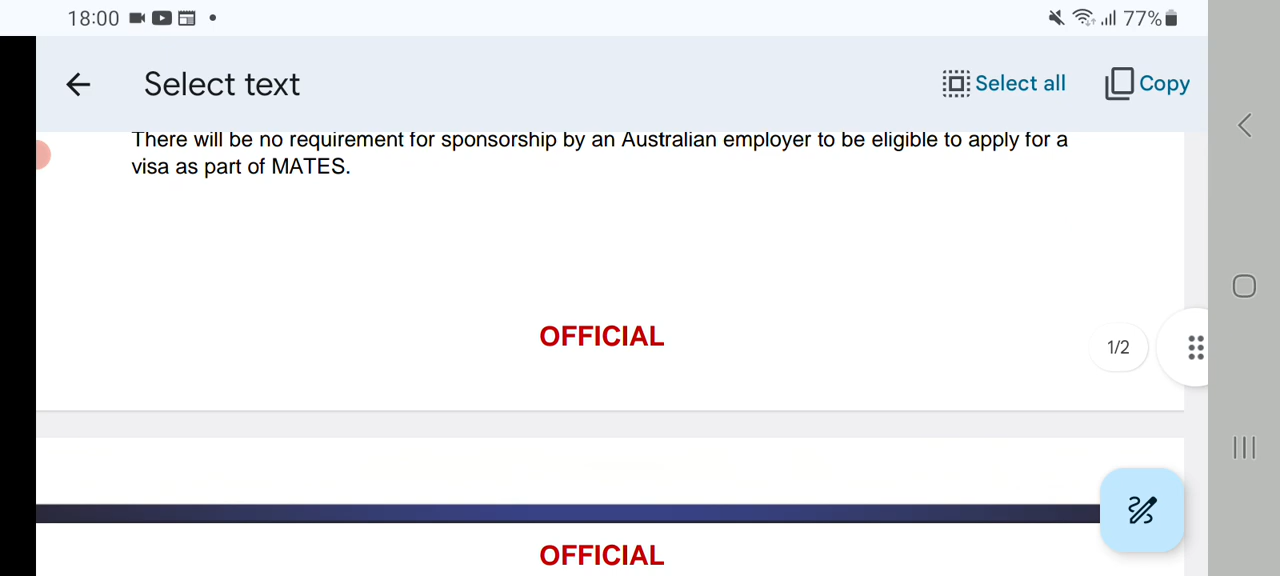 18:00 77%
Select text Select all Copy
There will be no requirement for sponsorship by an Australian employer to be eligible to apply for a
visa as part of MATES.
OFFICIAL
1/2
OFFICIAL